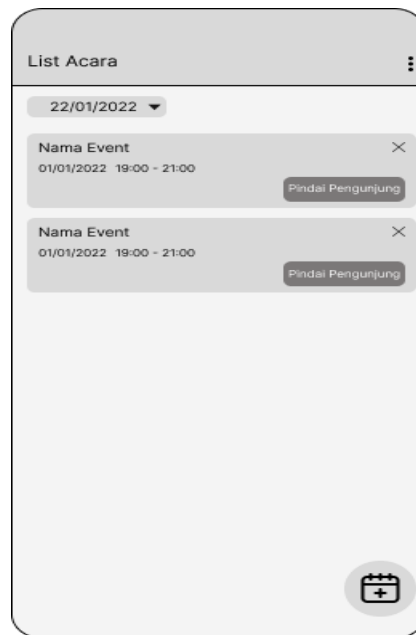 List Acara
22/01/2022
Nama Event
01/01/2022 19:00 - 21:00
Pindai Pengunjung
Nama Event
01/01/2022 19:00 - 21:00
Pindai Pengunjung